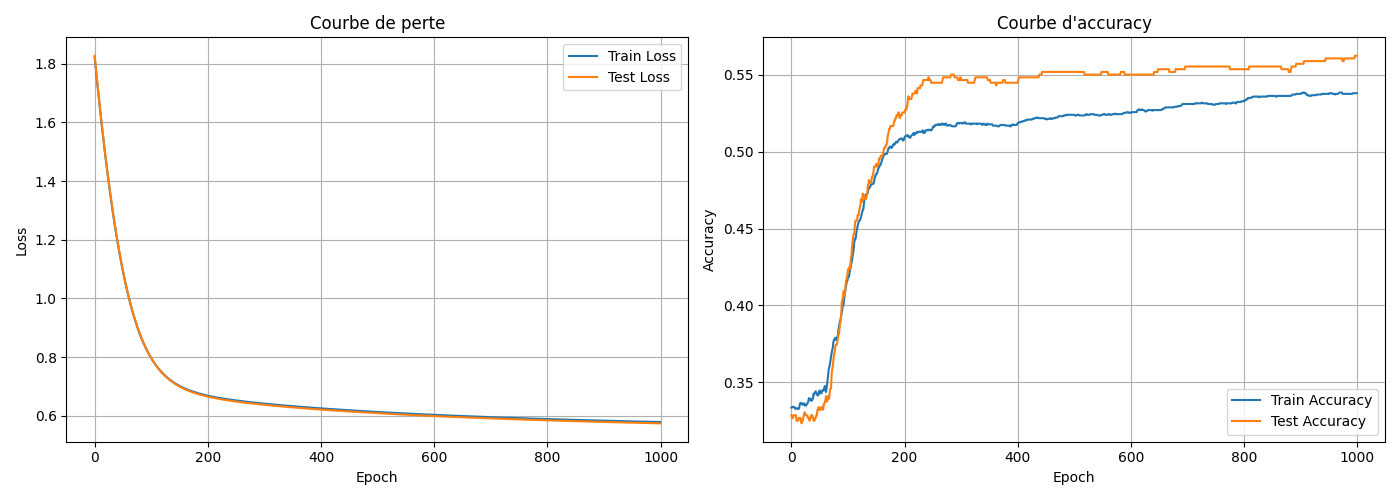 Courbe de perte
Train Loss
Test Loss
1.8
1.6
1.4
1.2
1.0
0.8
0.6
Loss
0 200 400 600 800 1000
Epoch
Courbe d'accuracy
0.55
0.50
0.45
0.40
0.35
Accuracy
Train Accuracy
Test Accuracy
0 200 400 600 800 1000
Epoch